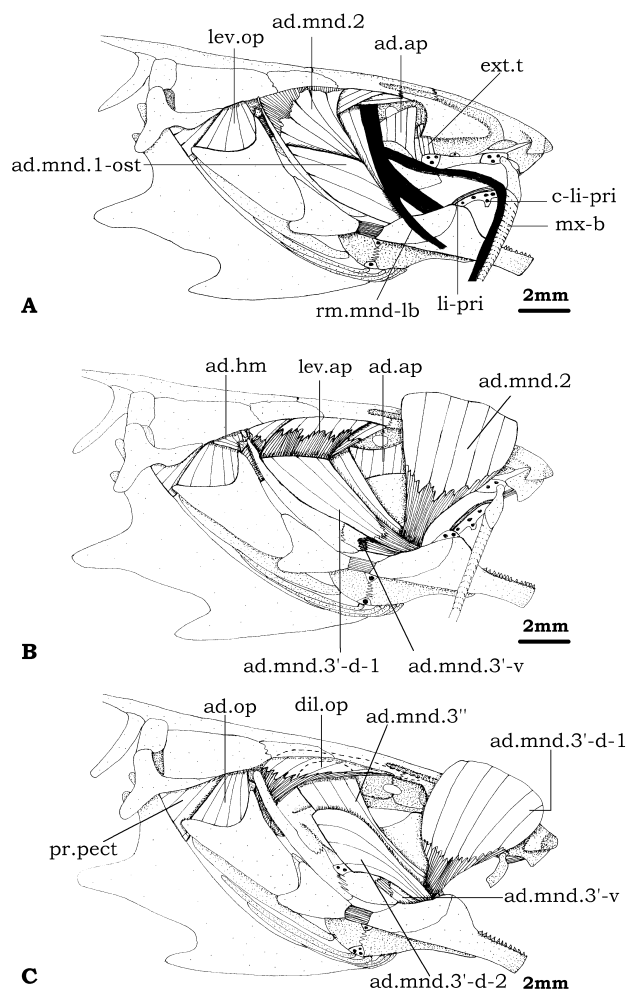 ad.mnd.2
lev.op
ad.ap
ext.t
ad.mnd.1-ost
c-li-pri
mx-b
rm.mnd-lb
li-pri
2mm
A
ad.hm
lev.ap
ad.ap
ad.mnd.2
2mm
B
ad.mnd.3'-d-1
ad.mnd.3'-v
ad.op
dil.op
ad.mnd.3''
ad.mnd.3'-d-1
pr.pect
ad.mnd.3'-v
ad.mnd.3'-d-2
2mm
C